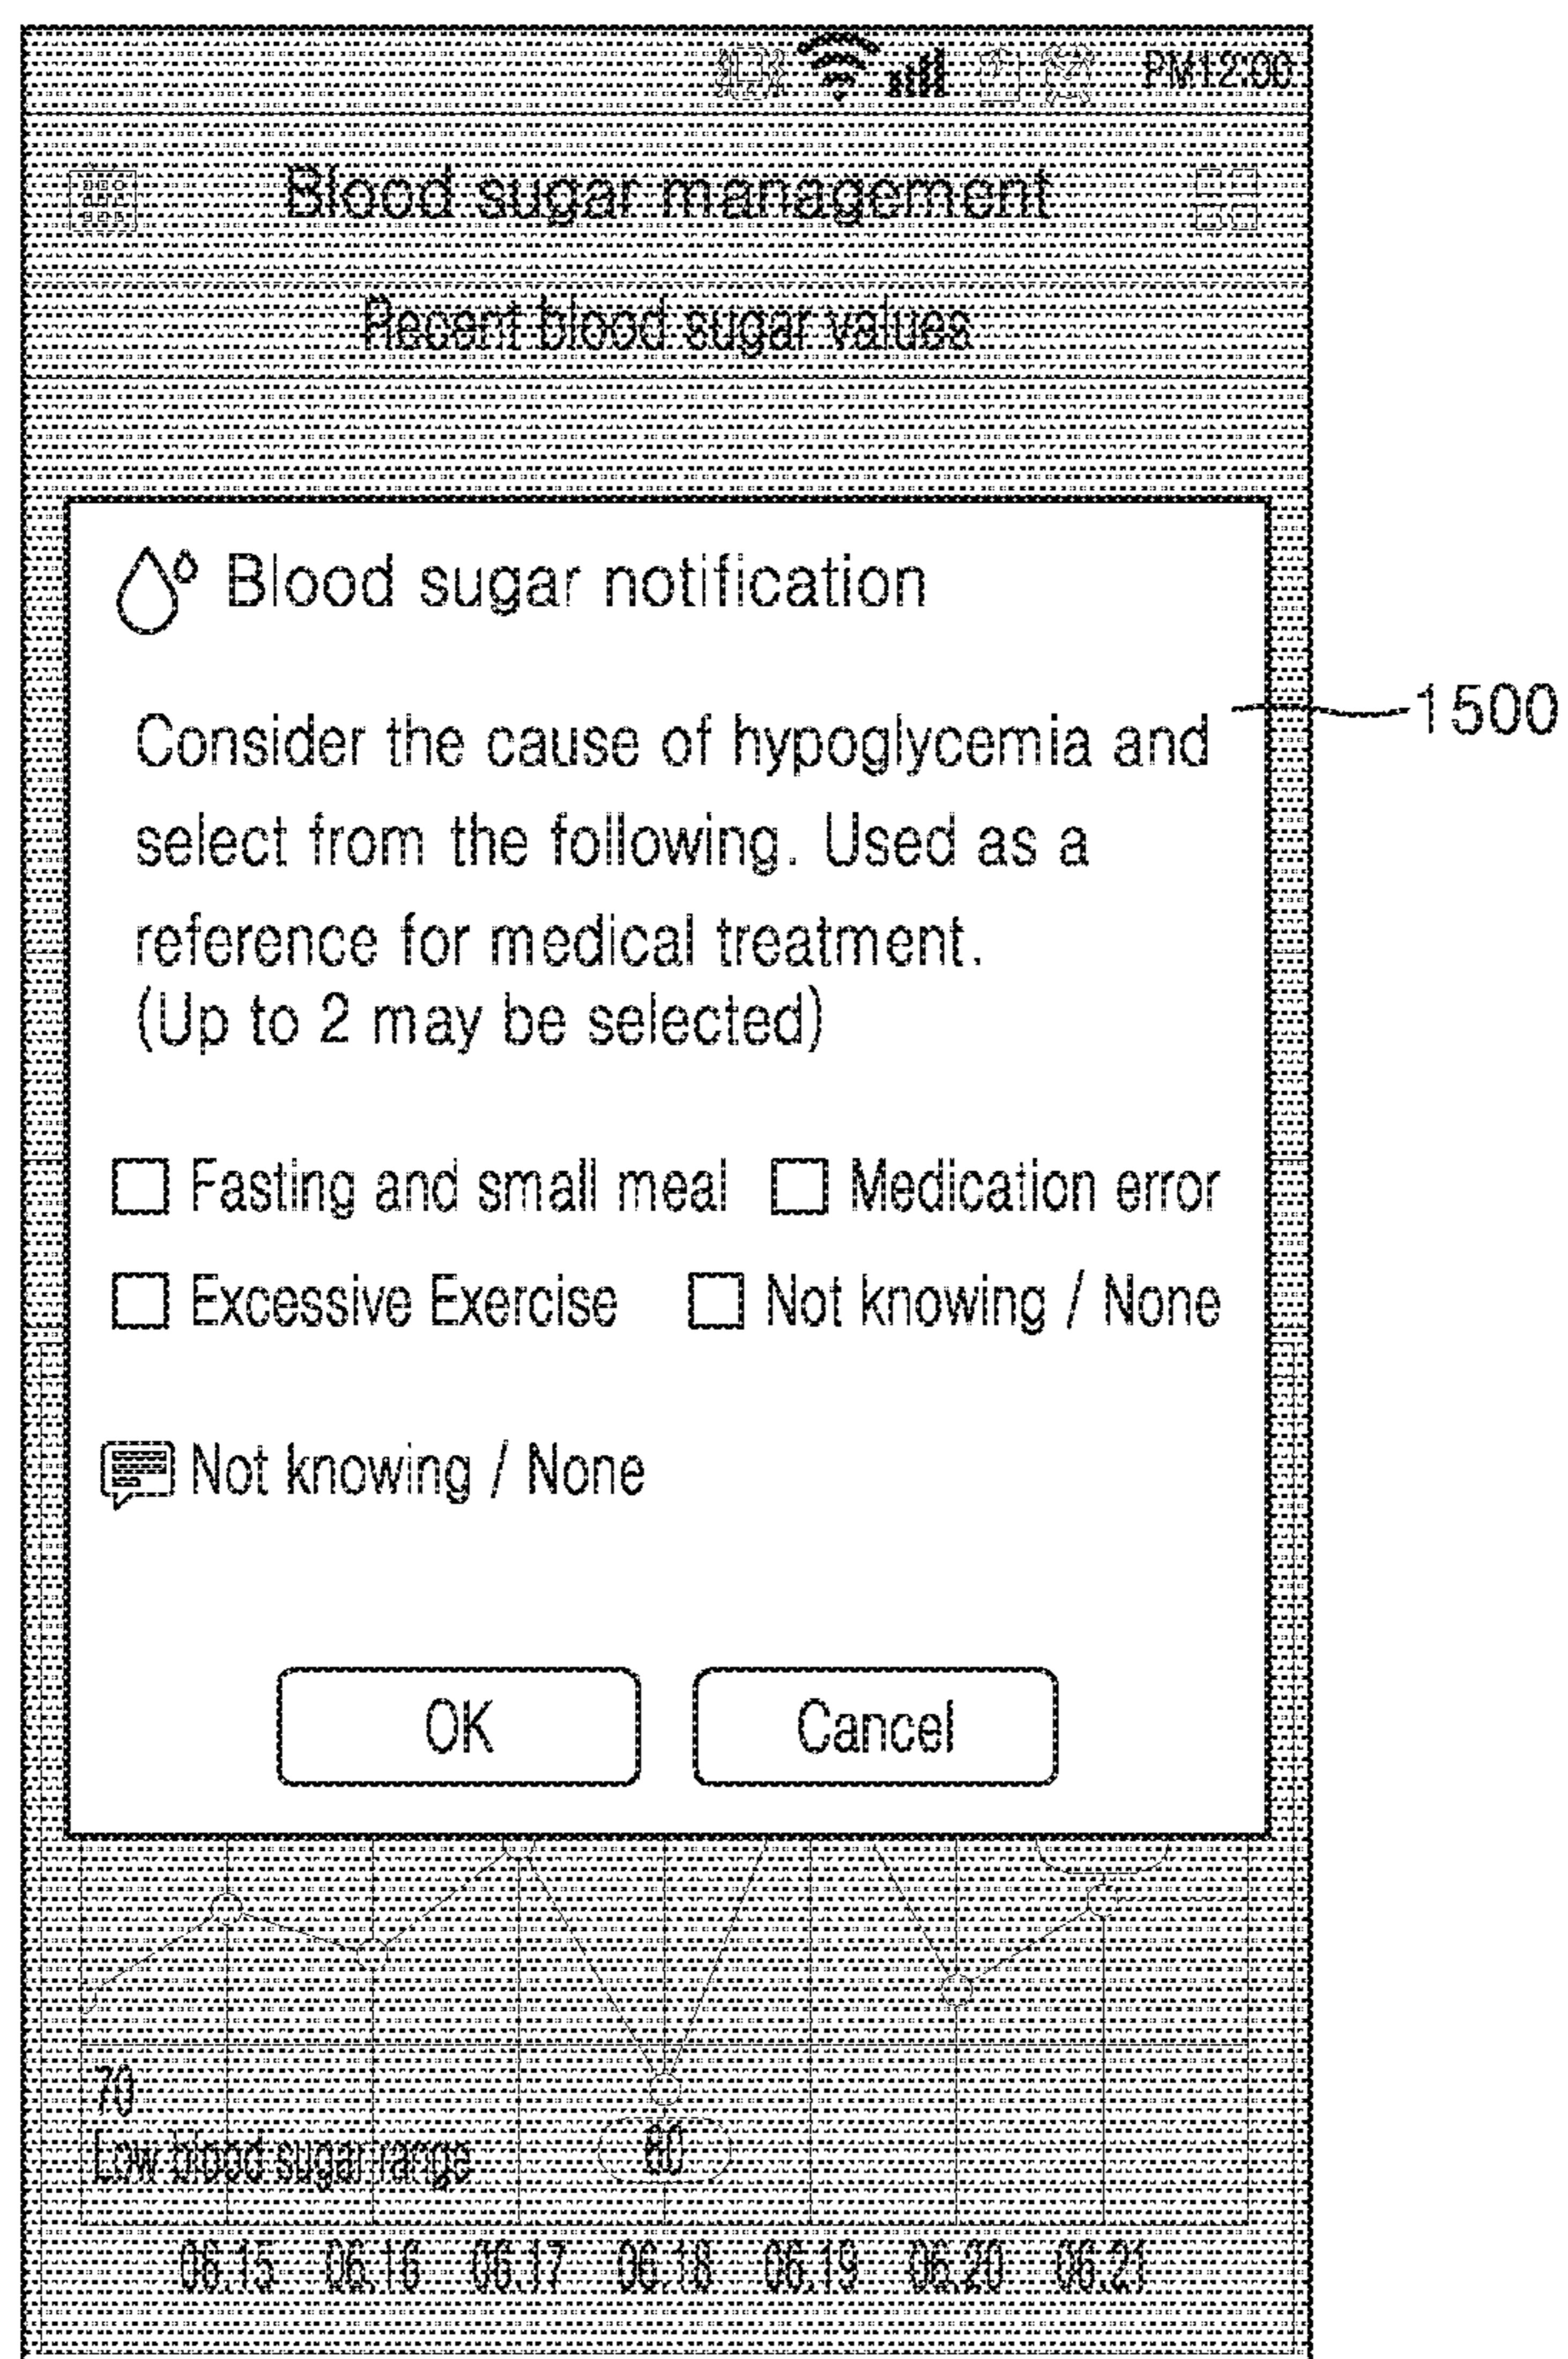 PM12:00
Blood sugar management
Recent blood sugar values
Blood sugar notification
Consider the cause of hypoglycemia and
select from the following. Used as a
reference for medical treatment.
(Up to 2 may be selected)
1500
Fasting and small meal Medication error
Excessive Exercise Not knowing / None
Not knowing / None
OK Cancel
70
Low blood sugar range
06.15 06.16 06.17 06.18 06.19 06.20 06.21